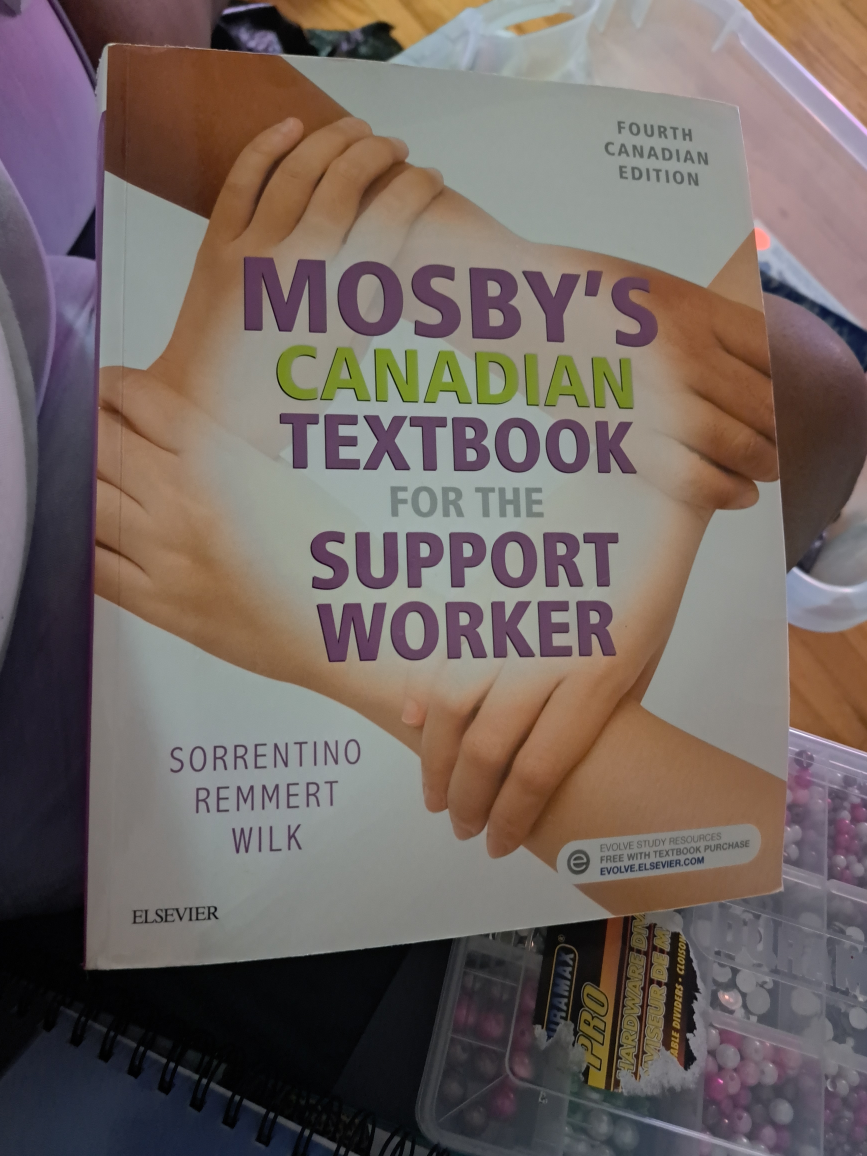 FOURTH
CANADIAN
EDITION
MOSBY'S
CANADIAN
TEXTBOOK
FOR THE
SUPPORT
WORKER
SORRENTINO
REMMERT
WILK
e
EVOLVE STUDY RESOURCES
FREE WITH TEXTBOOK PURCHASE
EVOLVE.ELSEVIER.COM
ELSEVIER
PRO
HARDWARE